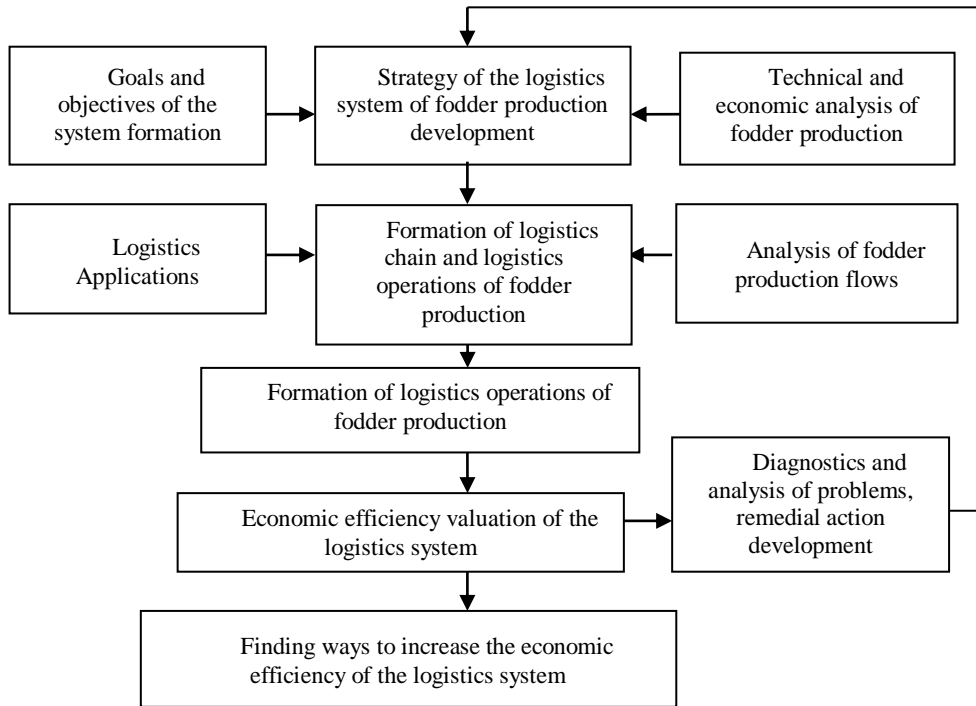 Goals and
objectives of the
system formation
Strategy of the logistics
system of fodder production
development
Technical and
economic analysis of
fodder production
Logistics
Applications
Formation of logistics
chain and logistics
operations of fodder
production
Analysis of fodder
production flows
Formation of logistics operations of
fodder production
Economic efficiency valuation of the
logistics system
Diagnostics and
analysis of problems,
remedial action
development
Finding ways to increase the economic
efficiency of the logistics system